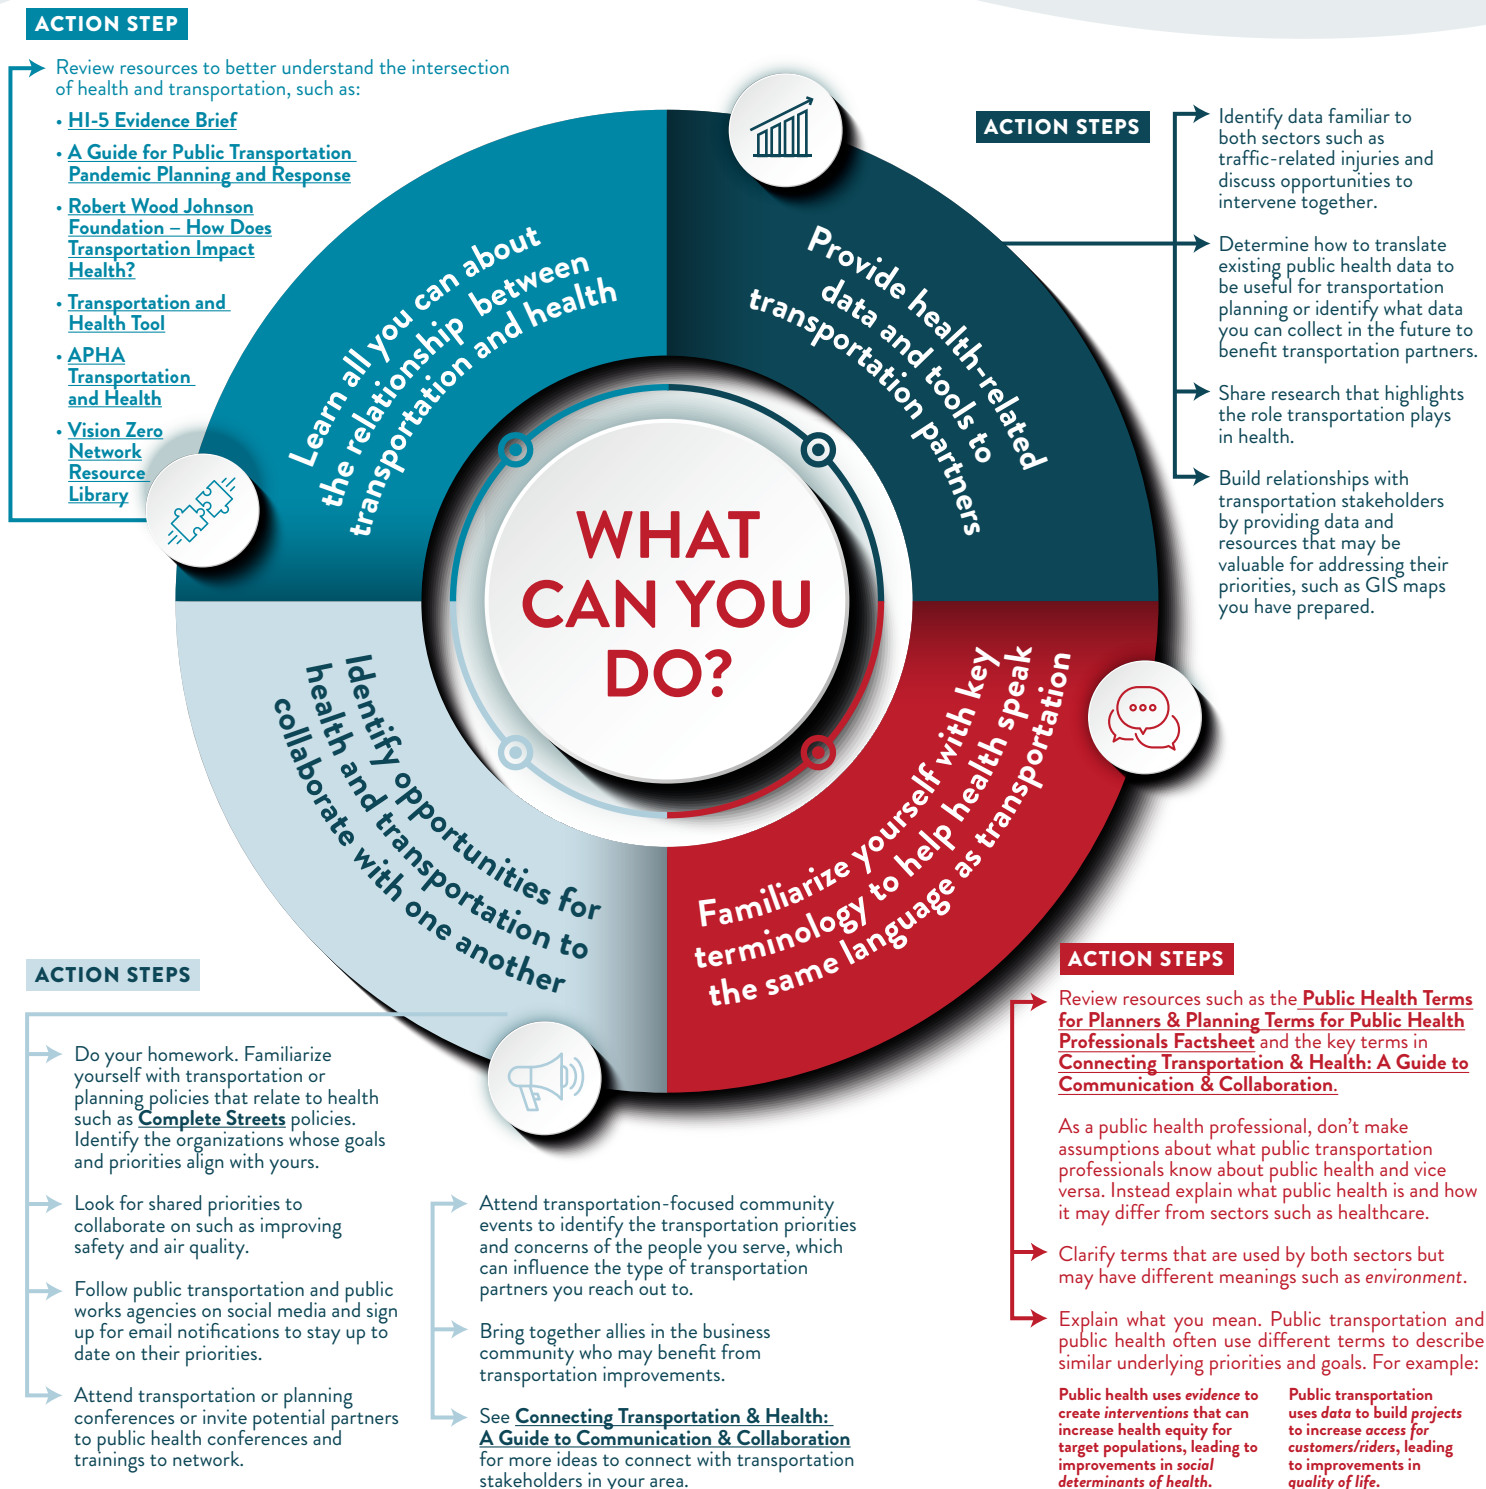 ACTION STEP
Review resources to better understand the intersection
of health and transportation, such as:
• HI-5 Evidence Brief
• A Guide for Public Transportation
Pandemic Planning and Response
• Robert Wood Johnson
Foundation – How Does
Transportation Impact
Health?
• Transportation and
Health Tool
• APHA
Transportation
and Health
• Vision Zero
Network
Resource
Library
Learn all you can about
the relationship between
transportation and health
Provide health-related
data and tools to
transportation partners
ACTION STEPS
Identify data familiar to
both sectors such as
traffic-related injuries and
discuss opportunities to
intervene together.
Determine how to translate
existing public health data to
be useful for transportation
planning or identify what data
you can collect in the future to
benefit transportation partners.
Share research that highlights
the role transportation plays
in health.
Build relationships with
transportation stakeholders
by providing data and
resources that may be
valuable for addressing their
priorities, such as GIS maps
you have prepared.
WHAT
CAN YOU
DO?
Identify opportunities for
health and transportation to
collaborate with one another
Familiarize yourself with key
terminology to help health speak
the same language as transportation
ACTION STEPS
Do your homework. Familiarize
yourself with transportation or
planning policies that relate to health
such as Complete Streets policies.
Identify the organizations whose goals
and priorities align with yours.
Look for shared priorities to
collaborate on such as improving
safety and air quality.
Follow public transportation and public
works agencies on social media and sign
up for email notifications to stay up to
date on their priorities.
Attend transportation or planning
conferences or invite potential partners
to public health conferences and
trainings to network.
Attend transportation-focused community
events to identify the transportation priorities
and concerns of the people you serve, which
can influence the type of transportation
partners you reach out to.
Bring together allies in the business
community who may benefit from
transportation improvements.
See Connecting Transportation & Health:
A Guide to Communication & Collaboration
for more ideas to connect with transportation
stakeholders in your area.
ACTION STEPS
Review resources such as the Public Health Terms
for Planners & Planning Terms for Public Health
Professionals Factsheet and the key terms in
Connecting Transportation & Health: A Guide to
Communication & Collaboration.
As a public health professional, don't make
assumptions about what public transportation
professionals know about public health and vice
versa. Instead explain what public health is and how
it may differ from sectors such as healthcare.
Clarify terms that are used by both sectors but
may have different meanings such as environment.
Explain what you mean. Public transportation and
public health often use different terms to describe
similar underlying priorities and goals. For example:
Public health uses evidence to
create interventions that can
increase health equity for
target populations, leading to
improvements in social
determinants of health.
Public transportation
uses data to build projects
to increase access for
customers/riders, leading
to improvements in
quality of life.